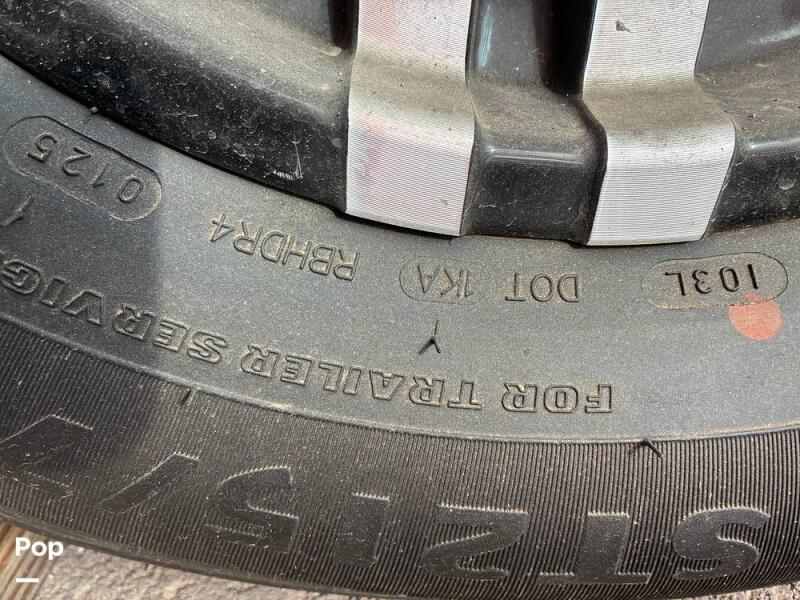 103L
DOT 1KA RBHDR4 0125
FOR TRAILER SERVIC
ST215/7
Pop